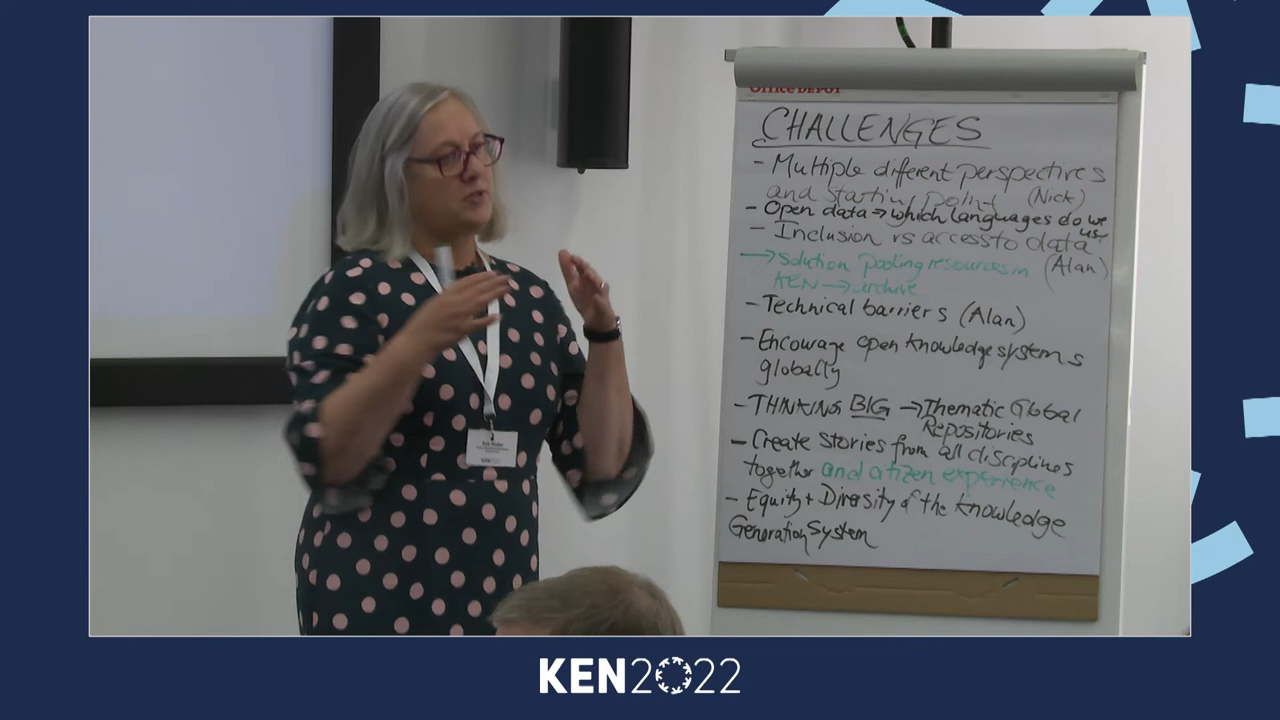 Office DEPOT
CHALLENGES
- Multiple different perspectives
and starting point (Nick)
- Open data → which languages do we
use
- Inclusion vs access to data
(Alan)
→ solution pooling resources in
KEN → archive
- Technical barriers (Alan)
- Encourage open knowledge systems
globally
- THINKING BIG → Thematic Global
Repositories
- Create stories from all disciplines
together and citizen experience
- Equity + Diversity of the knowledge
Generation System
KEN2022